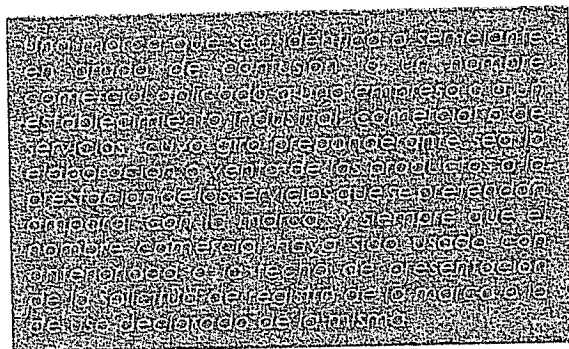 Una marca que sea idéntica o semejante
en grado de confusión a un nombre
comercial aplicado a una empresa o a un
establecimiento industrial, comercial o de
servicios, cuyo giro preponderante sea la
elaboración o venta de los productos o la
prestación de los servicios que se pretendan
amparar con la marca, y siempre que el
nombre comercial haya sido usado con
anterioridad a la fecha de presentación
de la solicitud de registro de la marca o la
de uso declarado de la misma.